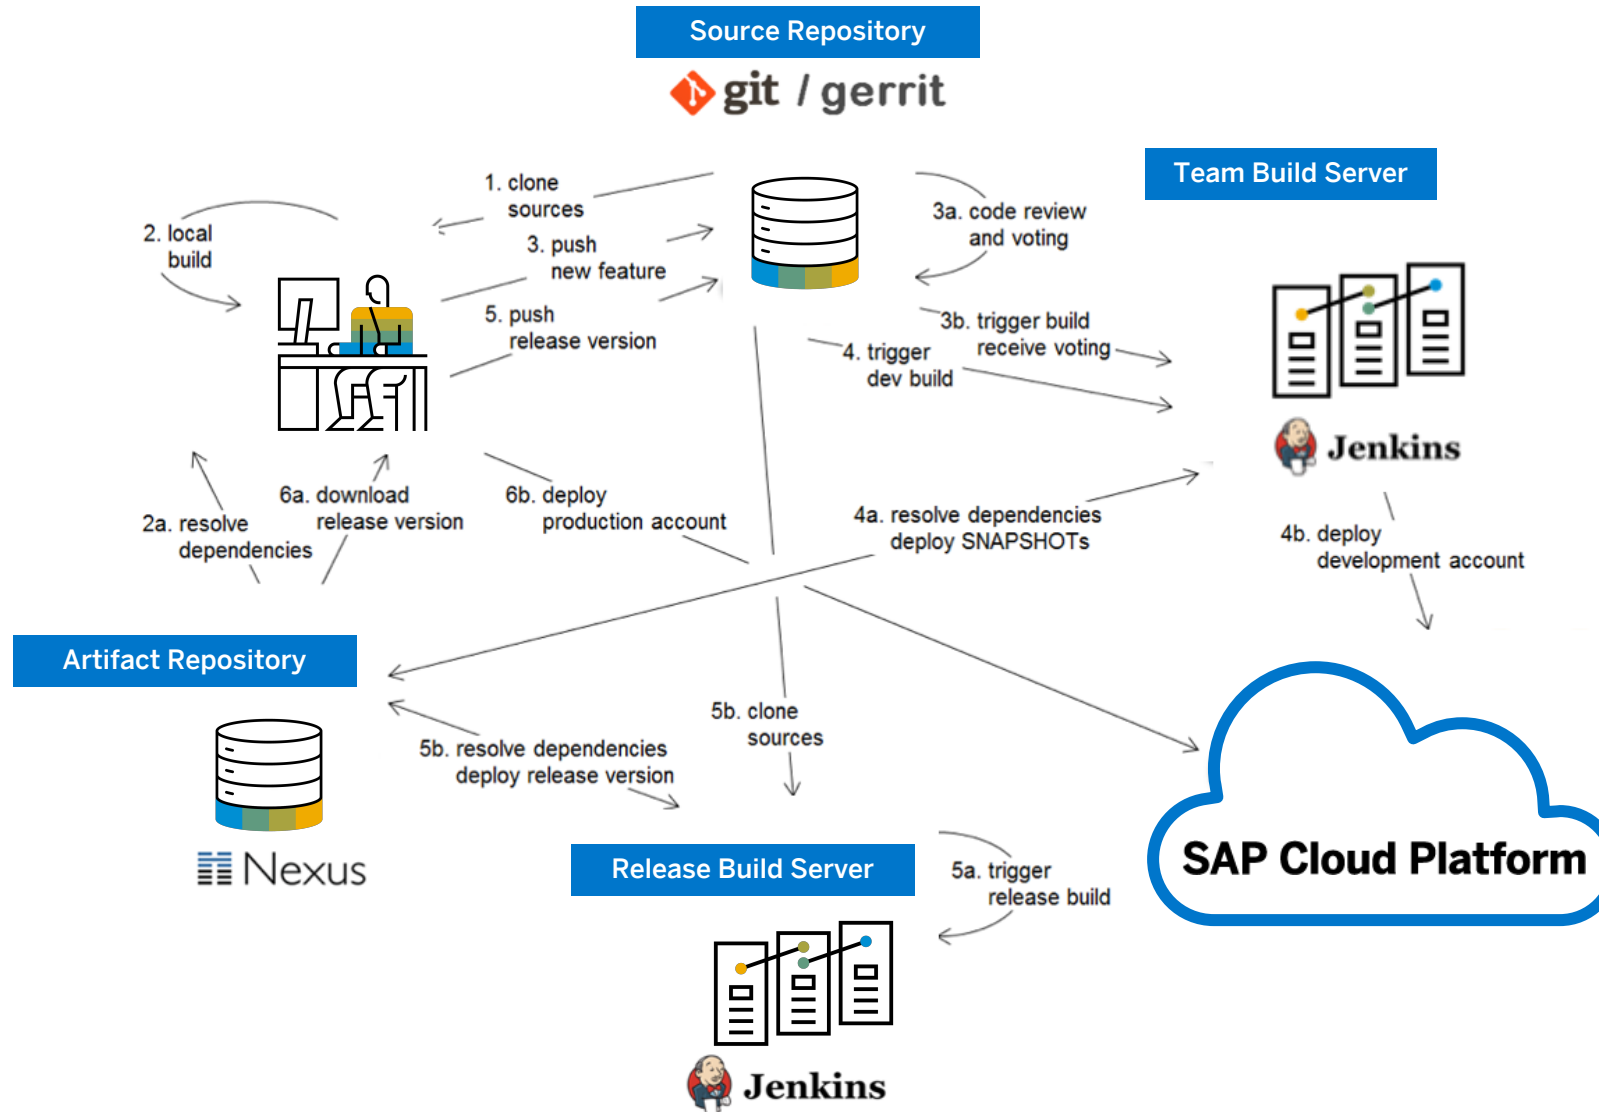 Source Repository
git / gerrit
Team Build Server
1. clone
sources
3a. code review
and voting
2. local
build
3. push
new feature
5. push
release version
3b. trigger build
receive voting
4. trigger
dev build
Jenkins
6a. download
release version
6b. deploy
production account
2a. resolve
dependencies
4a. resolve dependencies
deploy SNAPSHOTs
4b. deploy
development account
Artifact Repository
5b. clone
sources
5b. resolve dependencies
deploy release version
Nexus
SAP Cloud Platform
Release Build Server
5a. trigger
release build
Jenkins